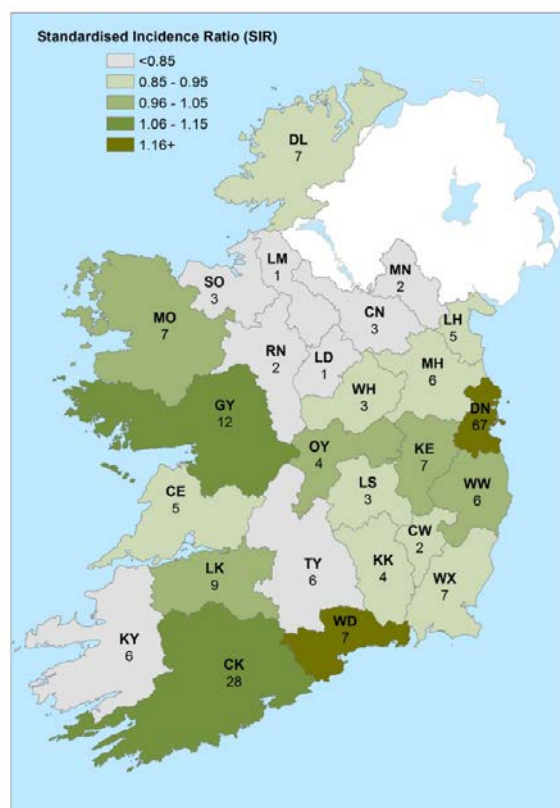 Standardised Incidence Ratio (SIR)
<0.85
0.85 - 0.95
0.96 - 1.05
1.06 - 1.15
1.16+
DL
7
LM
1
MN
2
SO
3
CN
3
LH
5
MO
7
RN
2
LD
1
MH
6
WH
3
DN
67
GY
12
OY
4
KE
7
WW
6
CE
5
LS
3
CW
2
TY
6
KK
4
WX
7
LK
9
WD
7
KY
6
CK
28